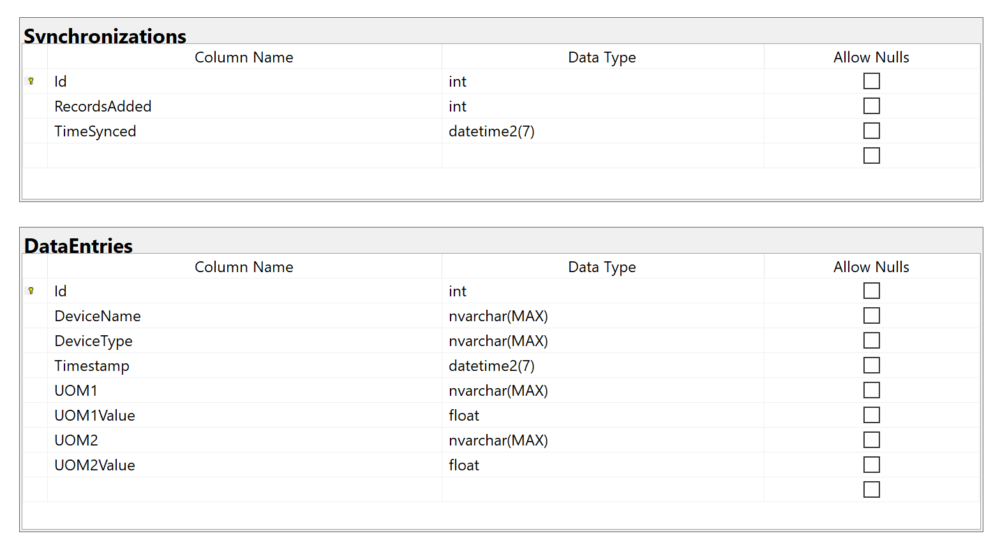 Synchronizations
Column Name Data Type Allow Nulls
Id int
RecordsAdded int
TimeSynced datetime2(7)
DataEntries
Column Name Data Type Allow Nulls
Id int
DeviceName nvarchar(MAX)
DeviceType nvarchar(MAX)
Timestamp datetime2(7)
UOM1 nvarchar(MAX)
UOM1Value float
UOM2 nvarchar(MAX)
UOM2Value float